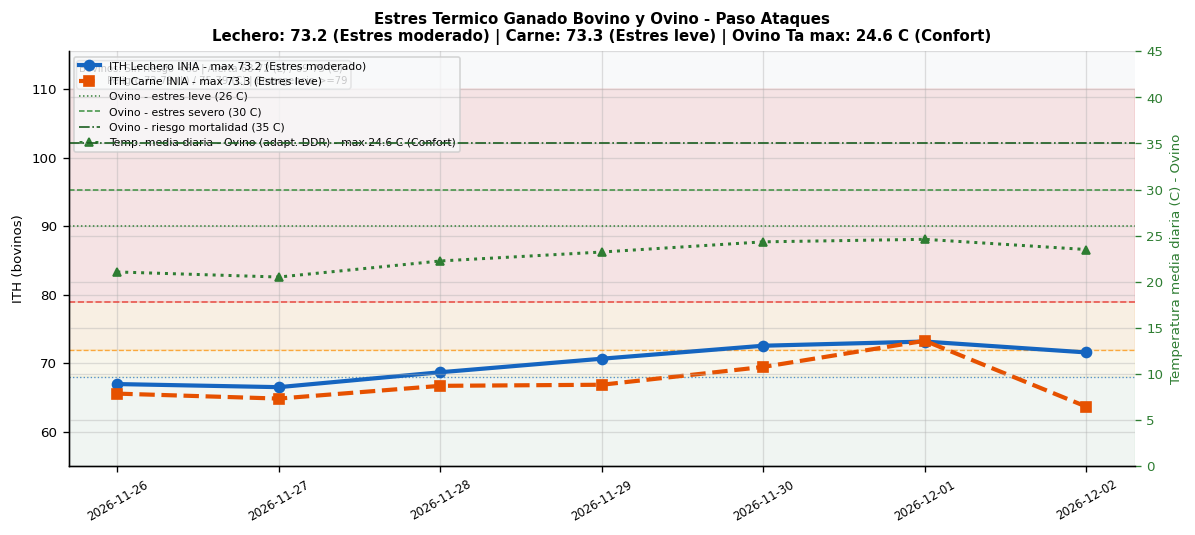 Estres Termico Ganado Bovino y Ovino - Paso Ataques
Lechero: 73.2 (Estres moderado) | Carne: 73.3 (Estres leve) | Ovino Ta max: 24.6 C (Confort)
ITH Lechero INIA - max 73.2 (Estres moderado)
ITH Carne INIA - max 73.3 (Estres leve)
>=79
Ovino - estres leve (26 C)
Ovino - estres severo (30 C)
Ovino - riesgo mortalidad (35 C)
Temp. media diaria - Ovino (adapt. DDR) - max 24.6 C (Confort)
ITH (bovinos)
110
100
90
80
70
60
Temperatura media diaria (C) - Ovino
45
40
35
30
25
20
15
10
5
0
2026-11-26
2026-11-27
2026-11-28
2026-11-29
2026-11-30
2026-12-01
2026-12-02